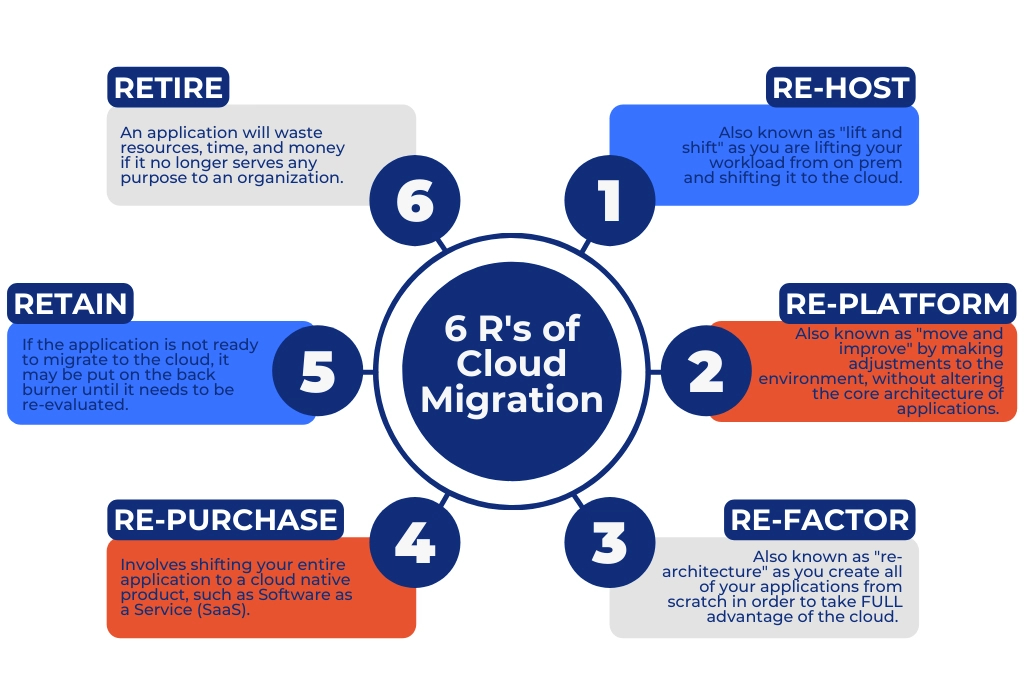 6 R's of
Cloud
Migration
1
RE-HOST
Also known as "lift and
shift" as you are lifting your
workload from on prem
and shifting it to the cloud.
2
RE-PLATFORM
Also known as "move and
improve" by making
adjustments to the
environment, without altering
the core architecture of
applications.
3
RE-FACTOR
Also known as "re-
architecture" as you create all
of your applications from
scratch in order to take FULL
advantage of the cloud.
4
RE-PURCHASE
Involves shifting your entire
application to a cloud native
product, such as Software as
a Service (SaaS).
5
RETAIN
If the application is not ready
to migrate to the cloud, it
may be put on the back
burner until it needs to be
re-evaluated.
6
RETIRE
An application will waste
resources, time, and money
if it no longer serves any
purpose to an organization.